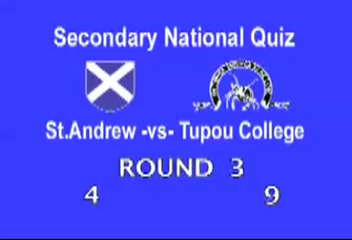 Secondary National Quiz
St.Andrew -vs- Tupou College
ROUND 3
4 9